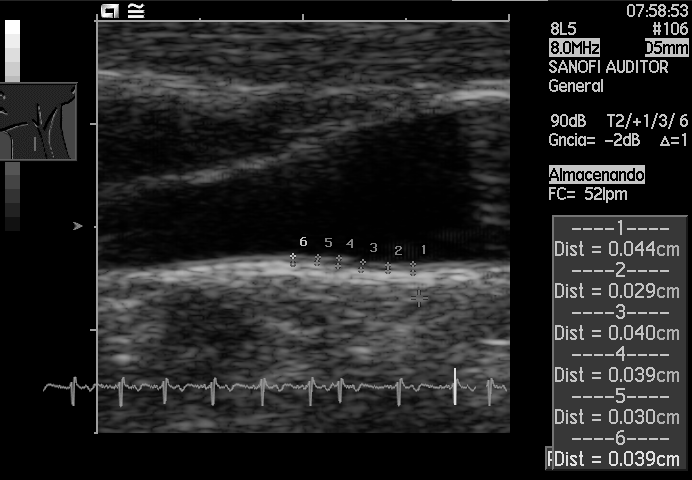 07:58:53
8L5 #106
8.0MHz D5mm
SANOFI AUDITOR
General
90dB T2/+1/3/ 6
Gncia= -2dB Δ=1
Almacenando
FC= 52lpm
----1----
Dist = 0.044cm
----2----
Dist = 0.029cm
----3----
Dist = 0.040cm
----4----
Dist = 0.039cm
----5----
Dist = 0.030cm
----6----
Dist = 0.039cm
6 5 4 3 2 1